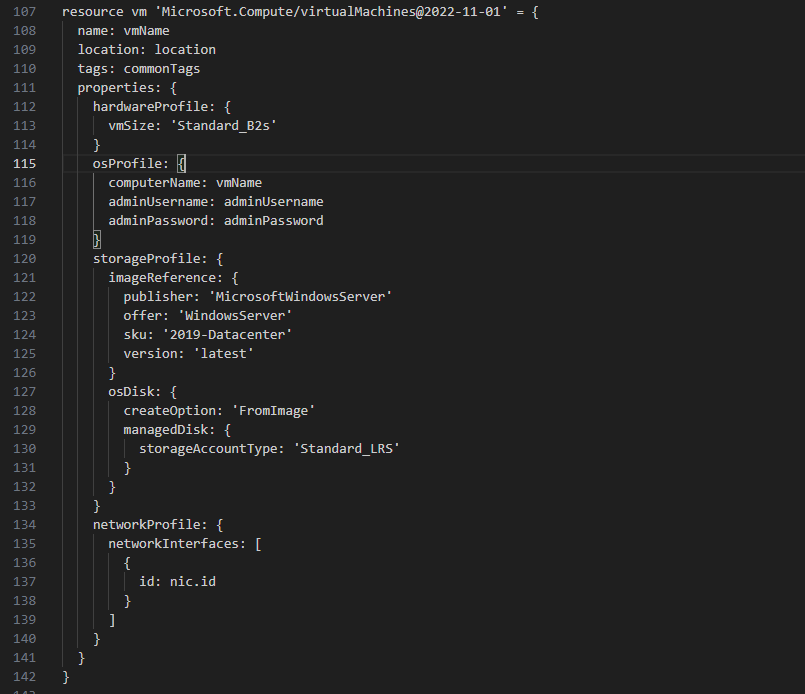 107 resource vm 'Microsoft.Compute/virtualMachines@2022-11-01' = {
108   name: vmName
109   location: location
110   tags: commonTags
111   properties: {
112     hardwareProfile: {
113       vmSize: 'Standard_B2s'
114     }
115     osProfile: {
116       computerName: vmName
117       adminUsername: adminUsername
118       adminPassword: adminPassword
119     }
120     storageProfile: {
121       imageReference: {
122         publisher: 'MicrosoftWindowsServer'
123         offer: 'WindowsServer'
124         sku: '2019-Datacenter'
125         version: 'latest'
126       }
127       osDisk: {
128         createOption: 'FromImage'
129         managedDisk: {
130           storageAccountType: 'Standard_LRS'
131         }
132       }
133     }
134     networkProfile: {
135       networkInterfaces: [
136         {
137           id: nic.id
138         }
139       ]
140     }
141   }
142 }